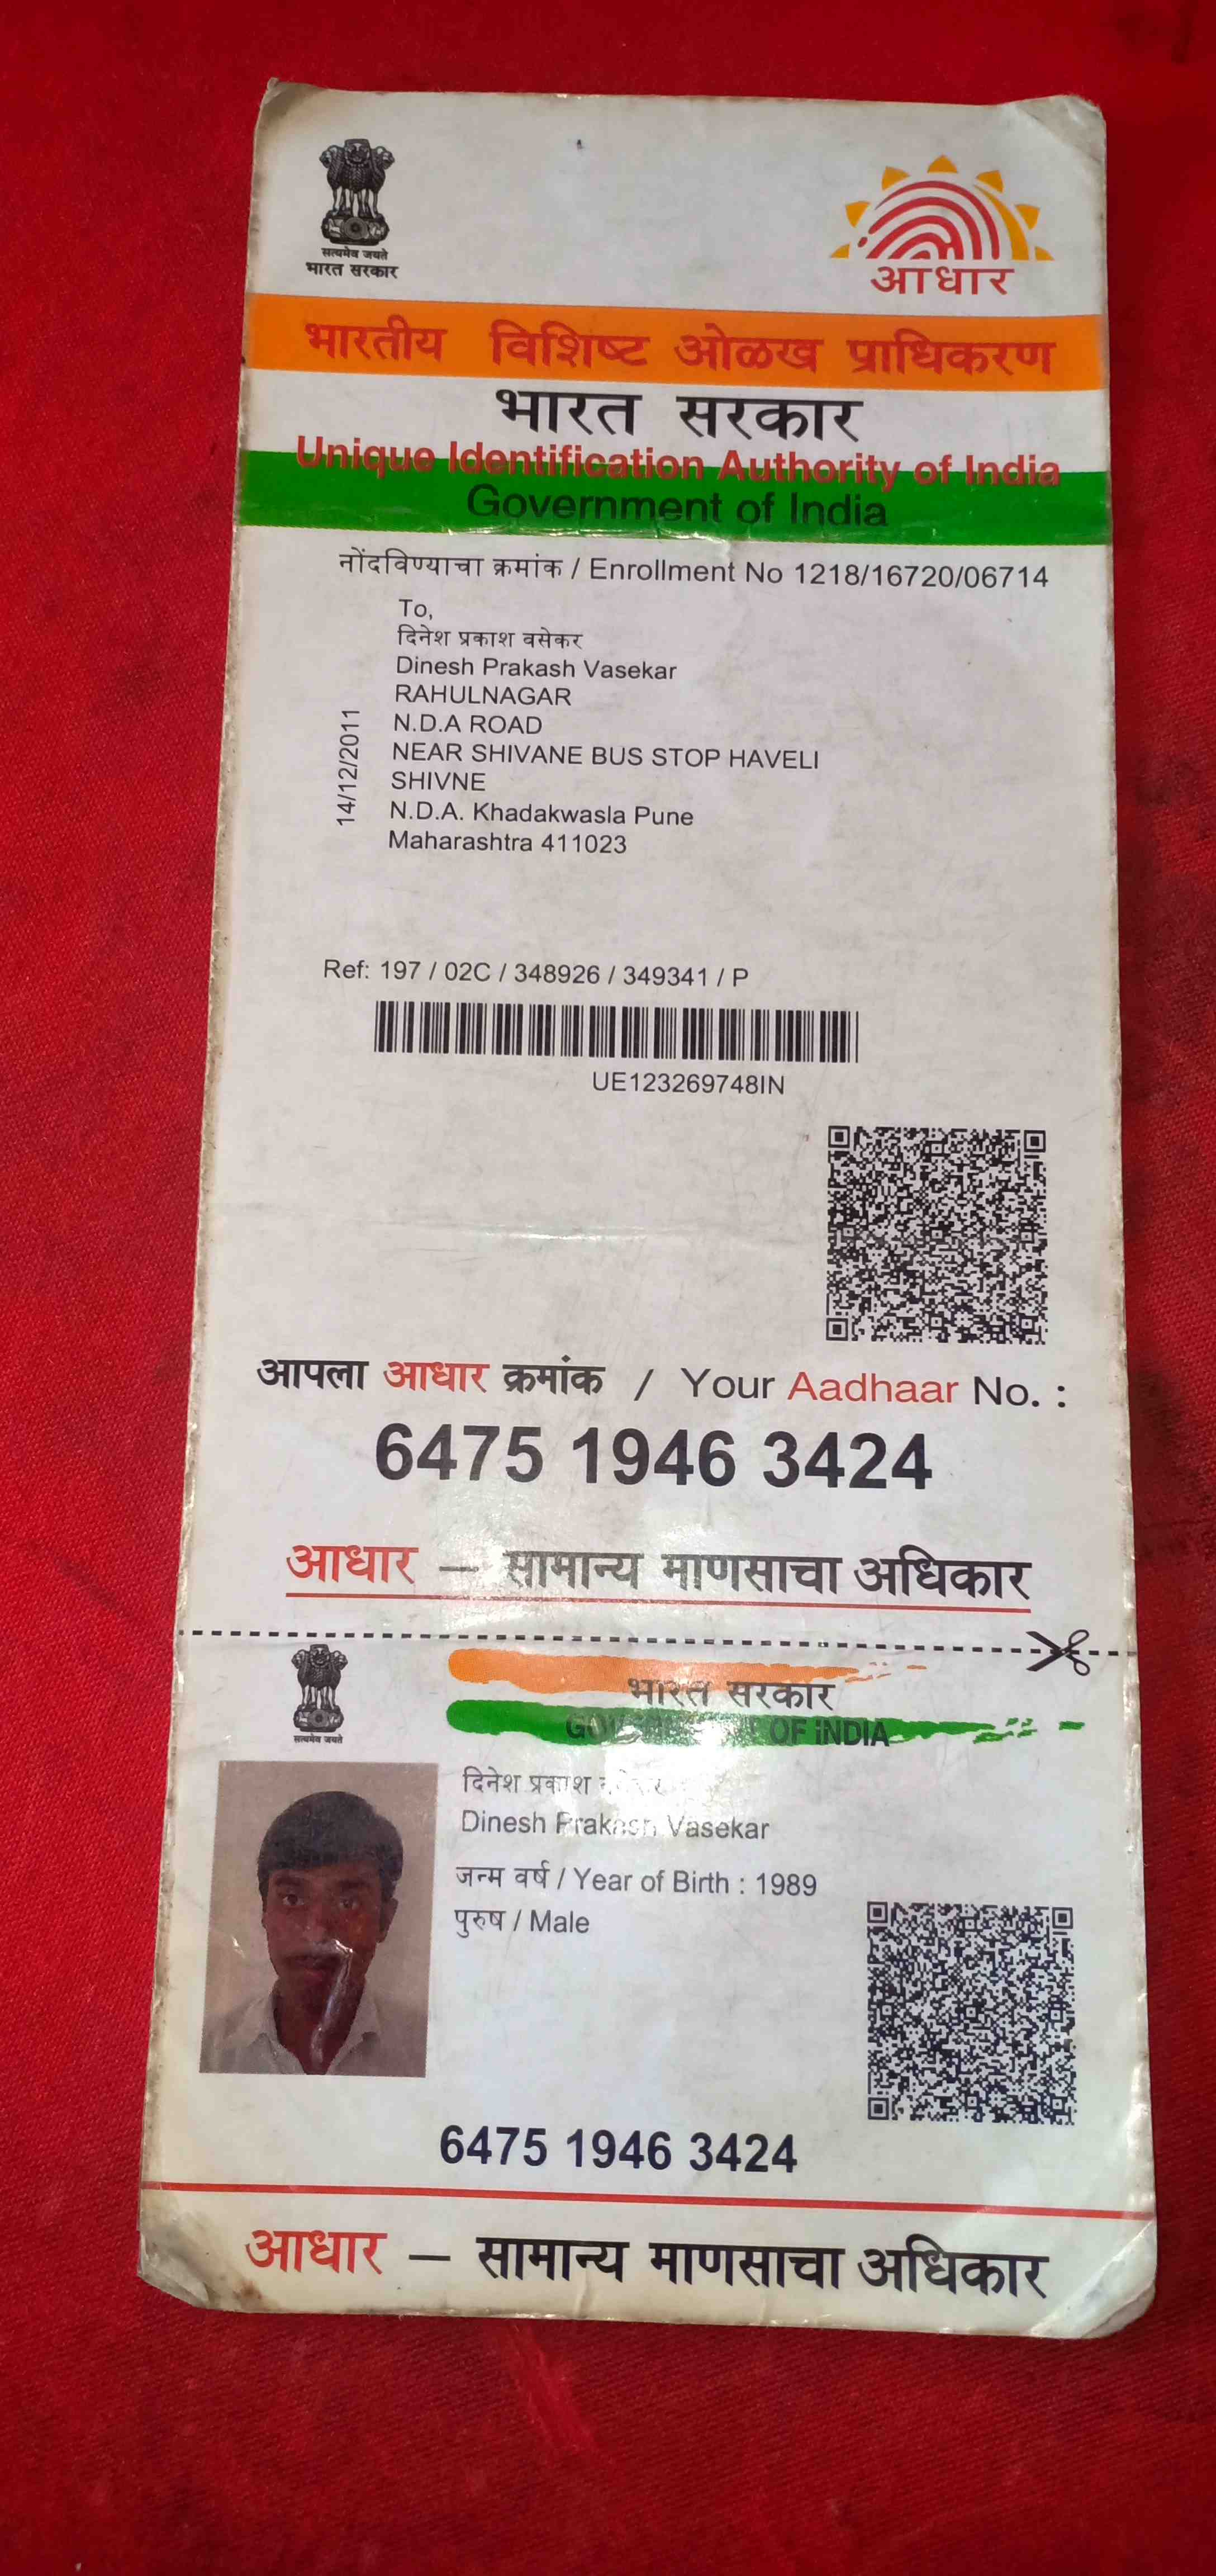 सत्यमेव जयते
भारत सरकार
आधार
भारतीय विशिष्ट ओळख प्राधिकरण
भारत सरकार
Unique Identification Authority of India
Government of India
नोंदविण्याचा क्रमांक / Enrollment No 1218/16720/06714
To,
दिनेश प्रकाश वसेकर
Dinesh Prakash Vasekar
RAHULNAGAR
N.D.A ROAD
NEAR SHIVANE BUS STOP HAVELI
SHIVNE
N.D.A. Khadakwasla Pune
Maharashtra 411023
14/12/2011
Ref: 197 / 02C / 348926 / 349341 / P
UE123269748IN
आपला आधार क्रमांक / Your Aadhaar No. :
6475 1946 3424
आधार – सामान्य माणसाचा अधिकार
सत्यमेव जयते
भारत सरकार
GOVERNMENT OF INDIA
दिनेश प्रकाश
Dinesh Prakash Vasekar
जन्म वर्ष / Year of Birth : 1989
पुरुष / Male
6475 1946 3424
आधार – सामान्य माणसाचा अधिकार